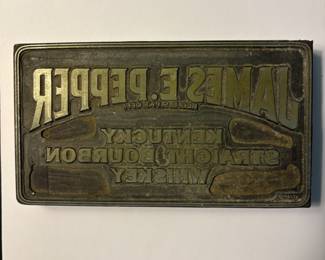 JAMES E. PEPPER
KENTUCKY
STRAIGHT BOURBON
WHISKEY